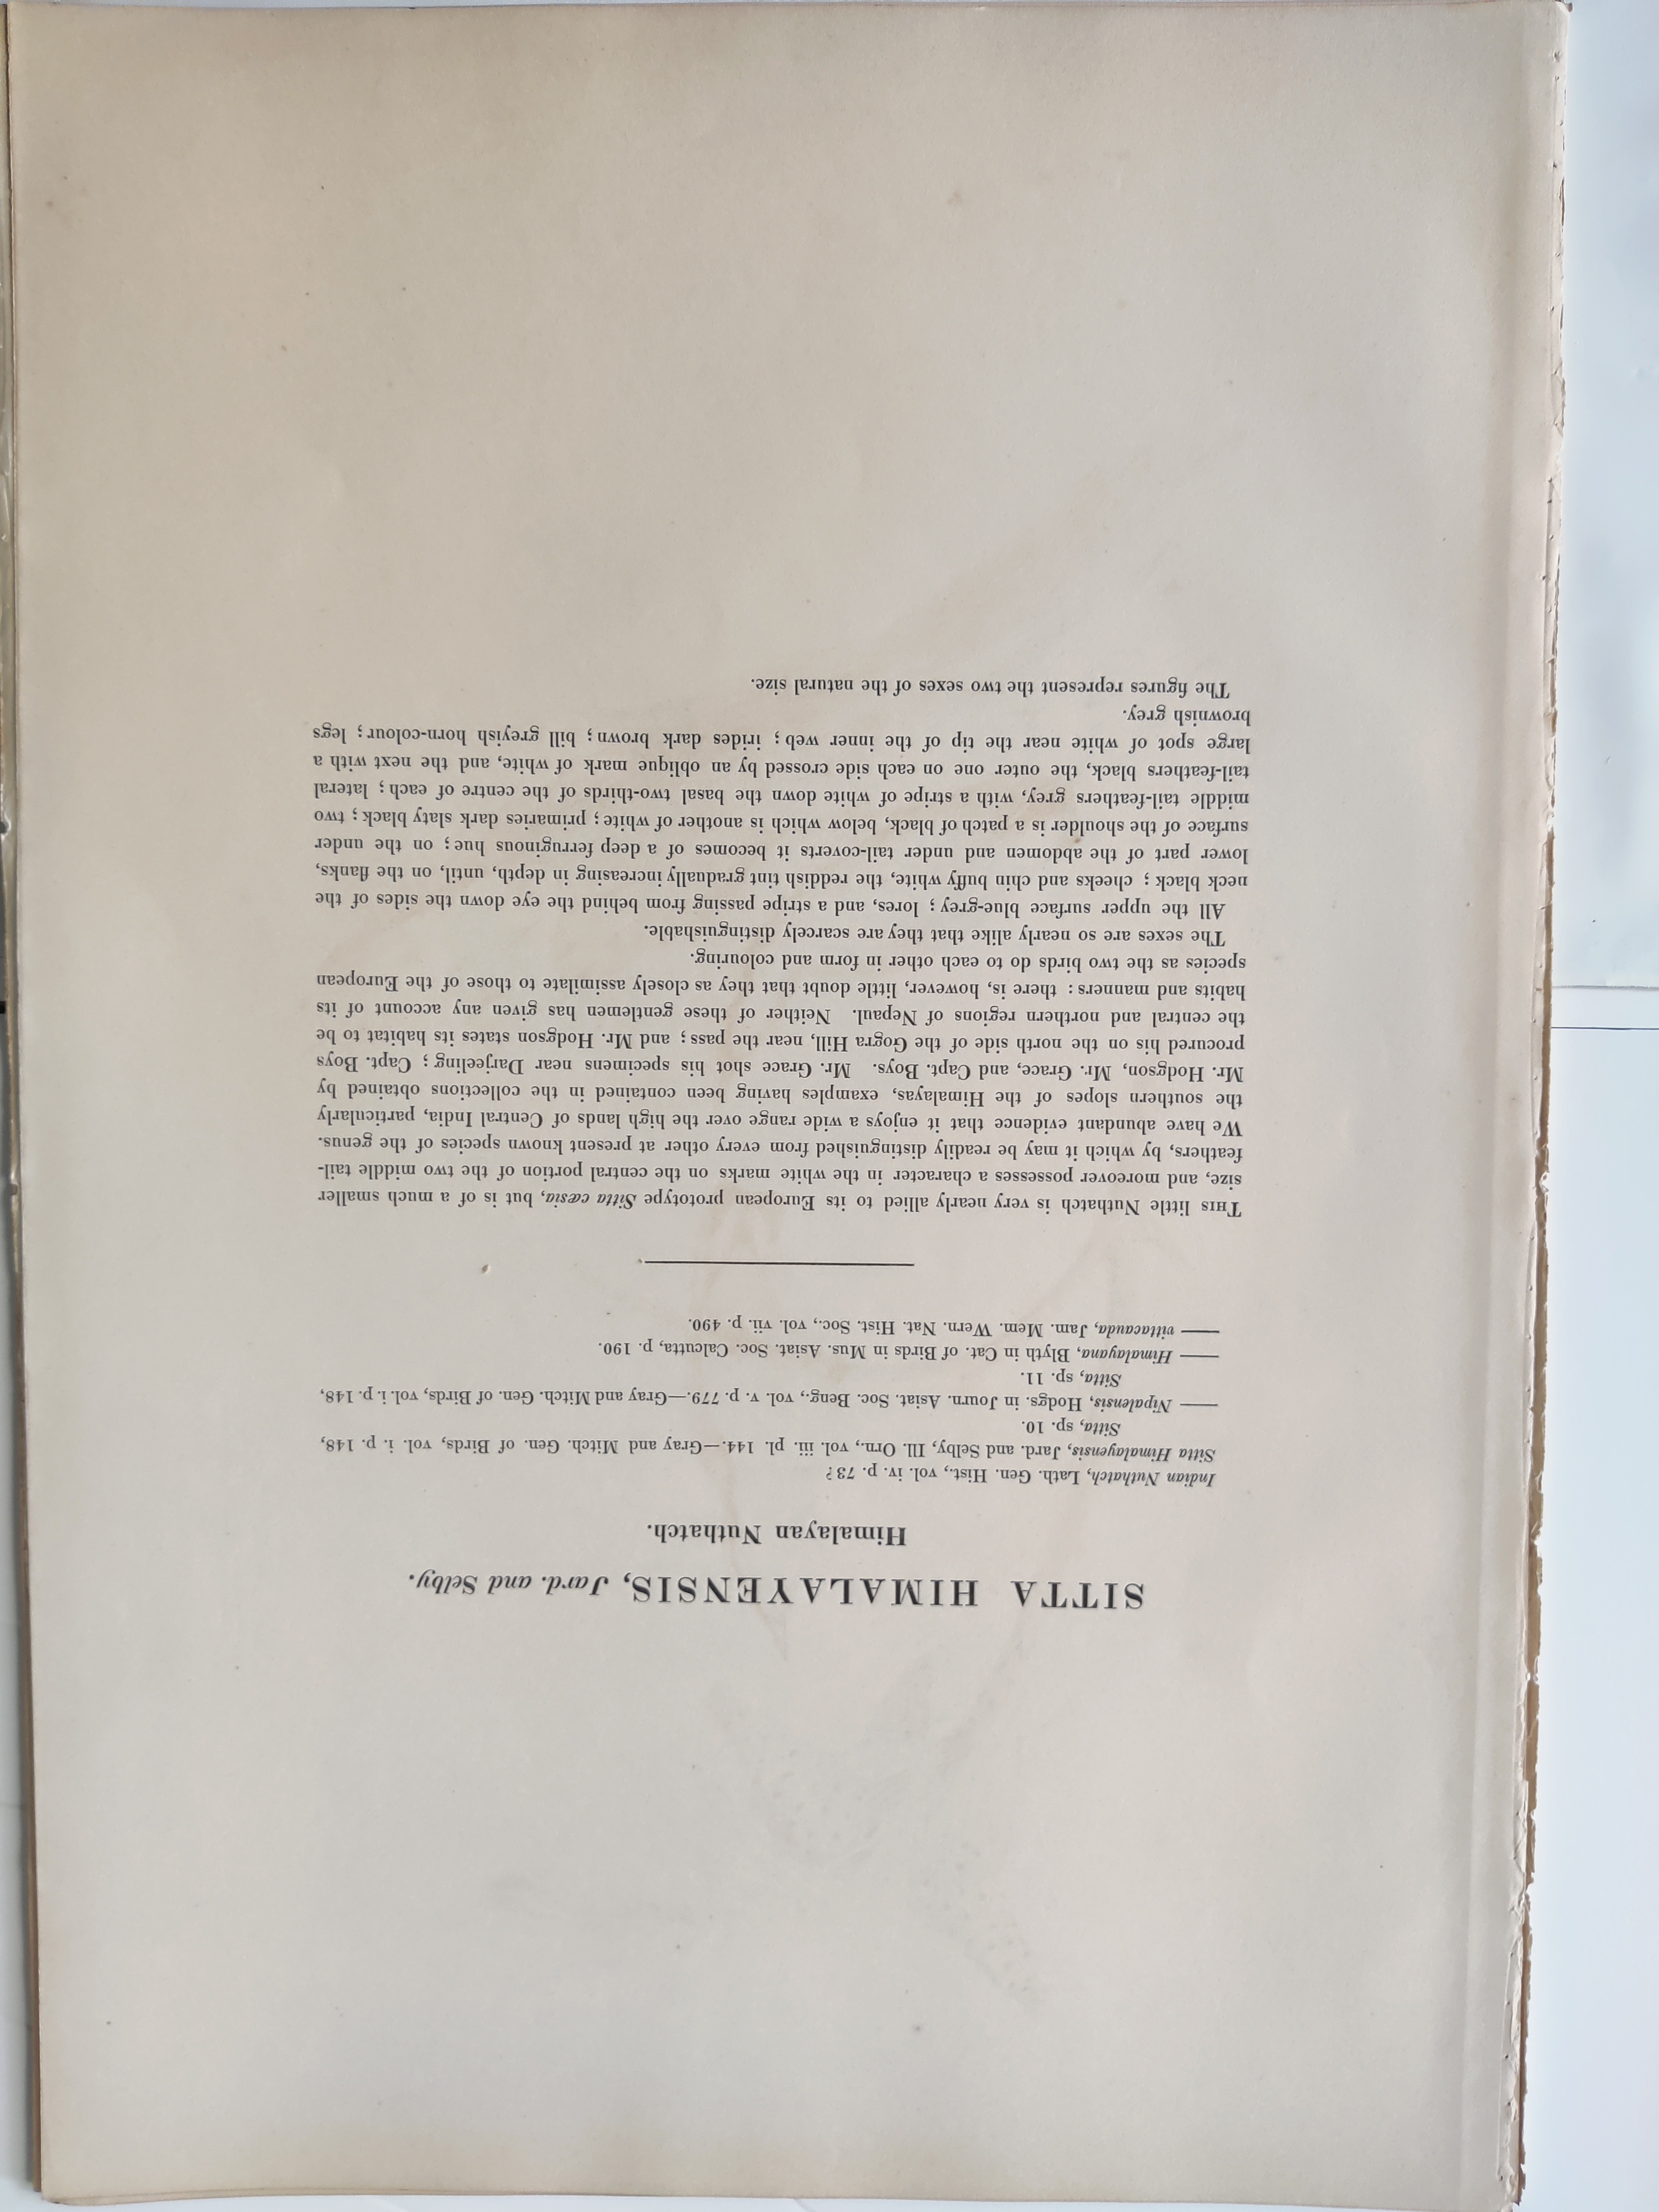 SITTA HIMALAYENSIS, Jard. and Selby.
Himalayan Nuthatch.
Indian Nuthatch, Lath. Gen. Hist., vol. iv. p. 73?
Sitta Himalayensis, Jard. and Selby, Ill. Orn., vol. iii. pl. 144.—Gray and Mitch. Gen. of Birds, vol. i. p. 148,
Sitta, sp. 10.
—— Nipalensis, Hodgs. in Journ. Asiat. Soc. Beng., vol. v. p. 779.—Gray and Mitch. Gen. of Birds, vol. i. p. 148,
Sitta, sp. 11.
—— Himalayana, Blyth in Cat. of Birds in Mus. Asiat. Soc. Calcutta, p. 190.
—— vittacauda, Jam. Mem. Wern. Nat. Hist. Soc., vol. vii. p. 490.
THIS little Nuthatch is very nearly allied to its European prototype Sitta cæsia, but is of a much smaller
size, and moreover possesses a character in the white marks on the central portion of the two middle tail-
feathers, by which it may be readily distinguished from every other at present known species of the genus.
We have abundant evidence that it enjoys a wide range over the high lands of Central India, particularly
the southern slopes of the Himalayas, examples having been contained in the collections obtained by
Mr. Hodgson, Mr. Grace, and Capt. Boys. Mr. Grace shot his specimens near Darjeeling; Capt. Boys
procured his on the north side of the Gogra Hill, near the pass; and Mr. Hodgson states its habitat to be
the central and northern regions of Nepaul. Neither of these gentlemen has given any account of its
habits and manners: there is, however, little doubt that they as closely assimilate to those of the European
species as the two birds do to each other in form and colouring.
The sexes are so nearly alike that they are scarcely distinguishable.
All the upper surface blue-grey; lores, and a stripe passing from behind the eye down the sides of the
neck black; cheeks and chin buffy white, the reddish tint gradually increasing in depth, until, on the flanks,
lower part of the abdomen and under tail-coverts it becomes of a deep ferruginous hue; on the under
surface of the shoulder is a patch of black, below which is another of white; primaries dark slaty black; two
middle tail-feathers grey, with a stripe of white down the basal two-thirds of the centre of each; lateral
tail-feathers black, the outer one on each side crossed by an oblique mark of white, and the next with a
large spot of white near the tip of the inner web; irides dark brown; bill greyish horn-colour; legs
brownish grey.
The figures represent the two sexes of the natural size.